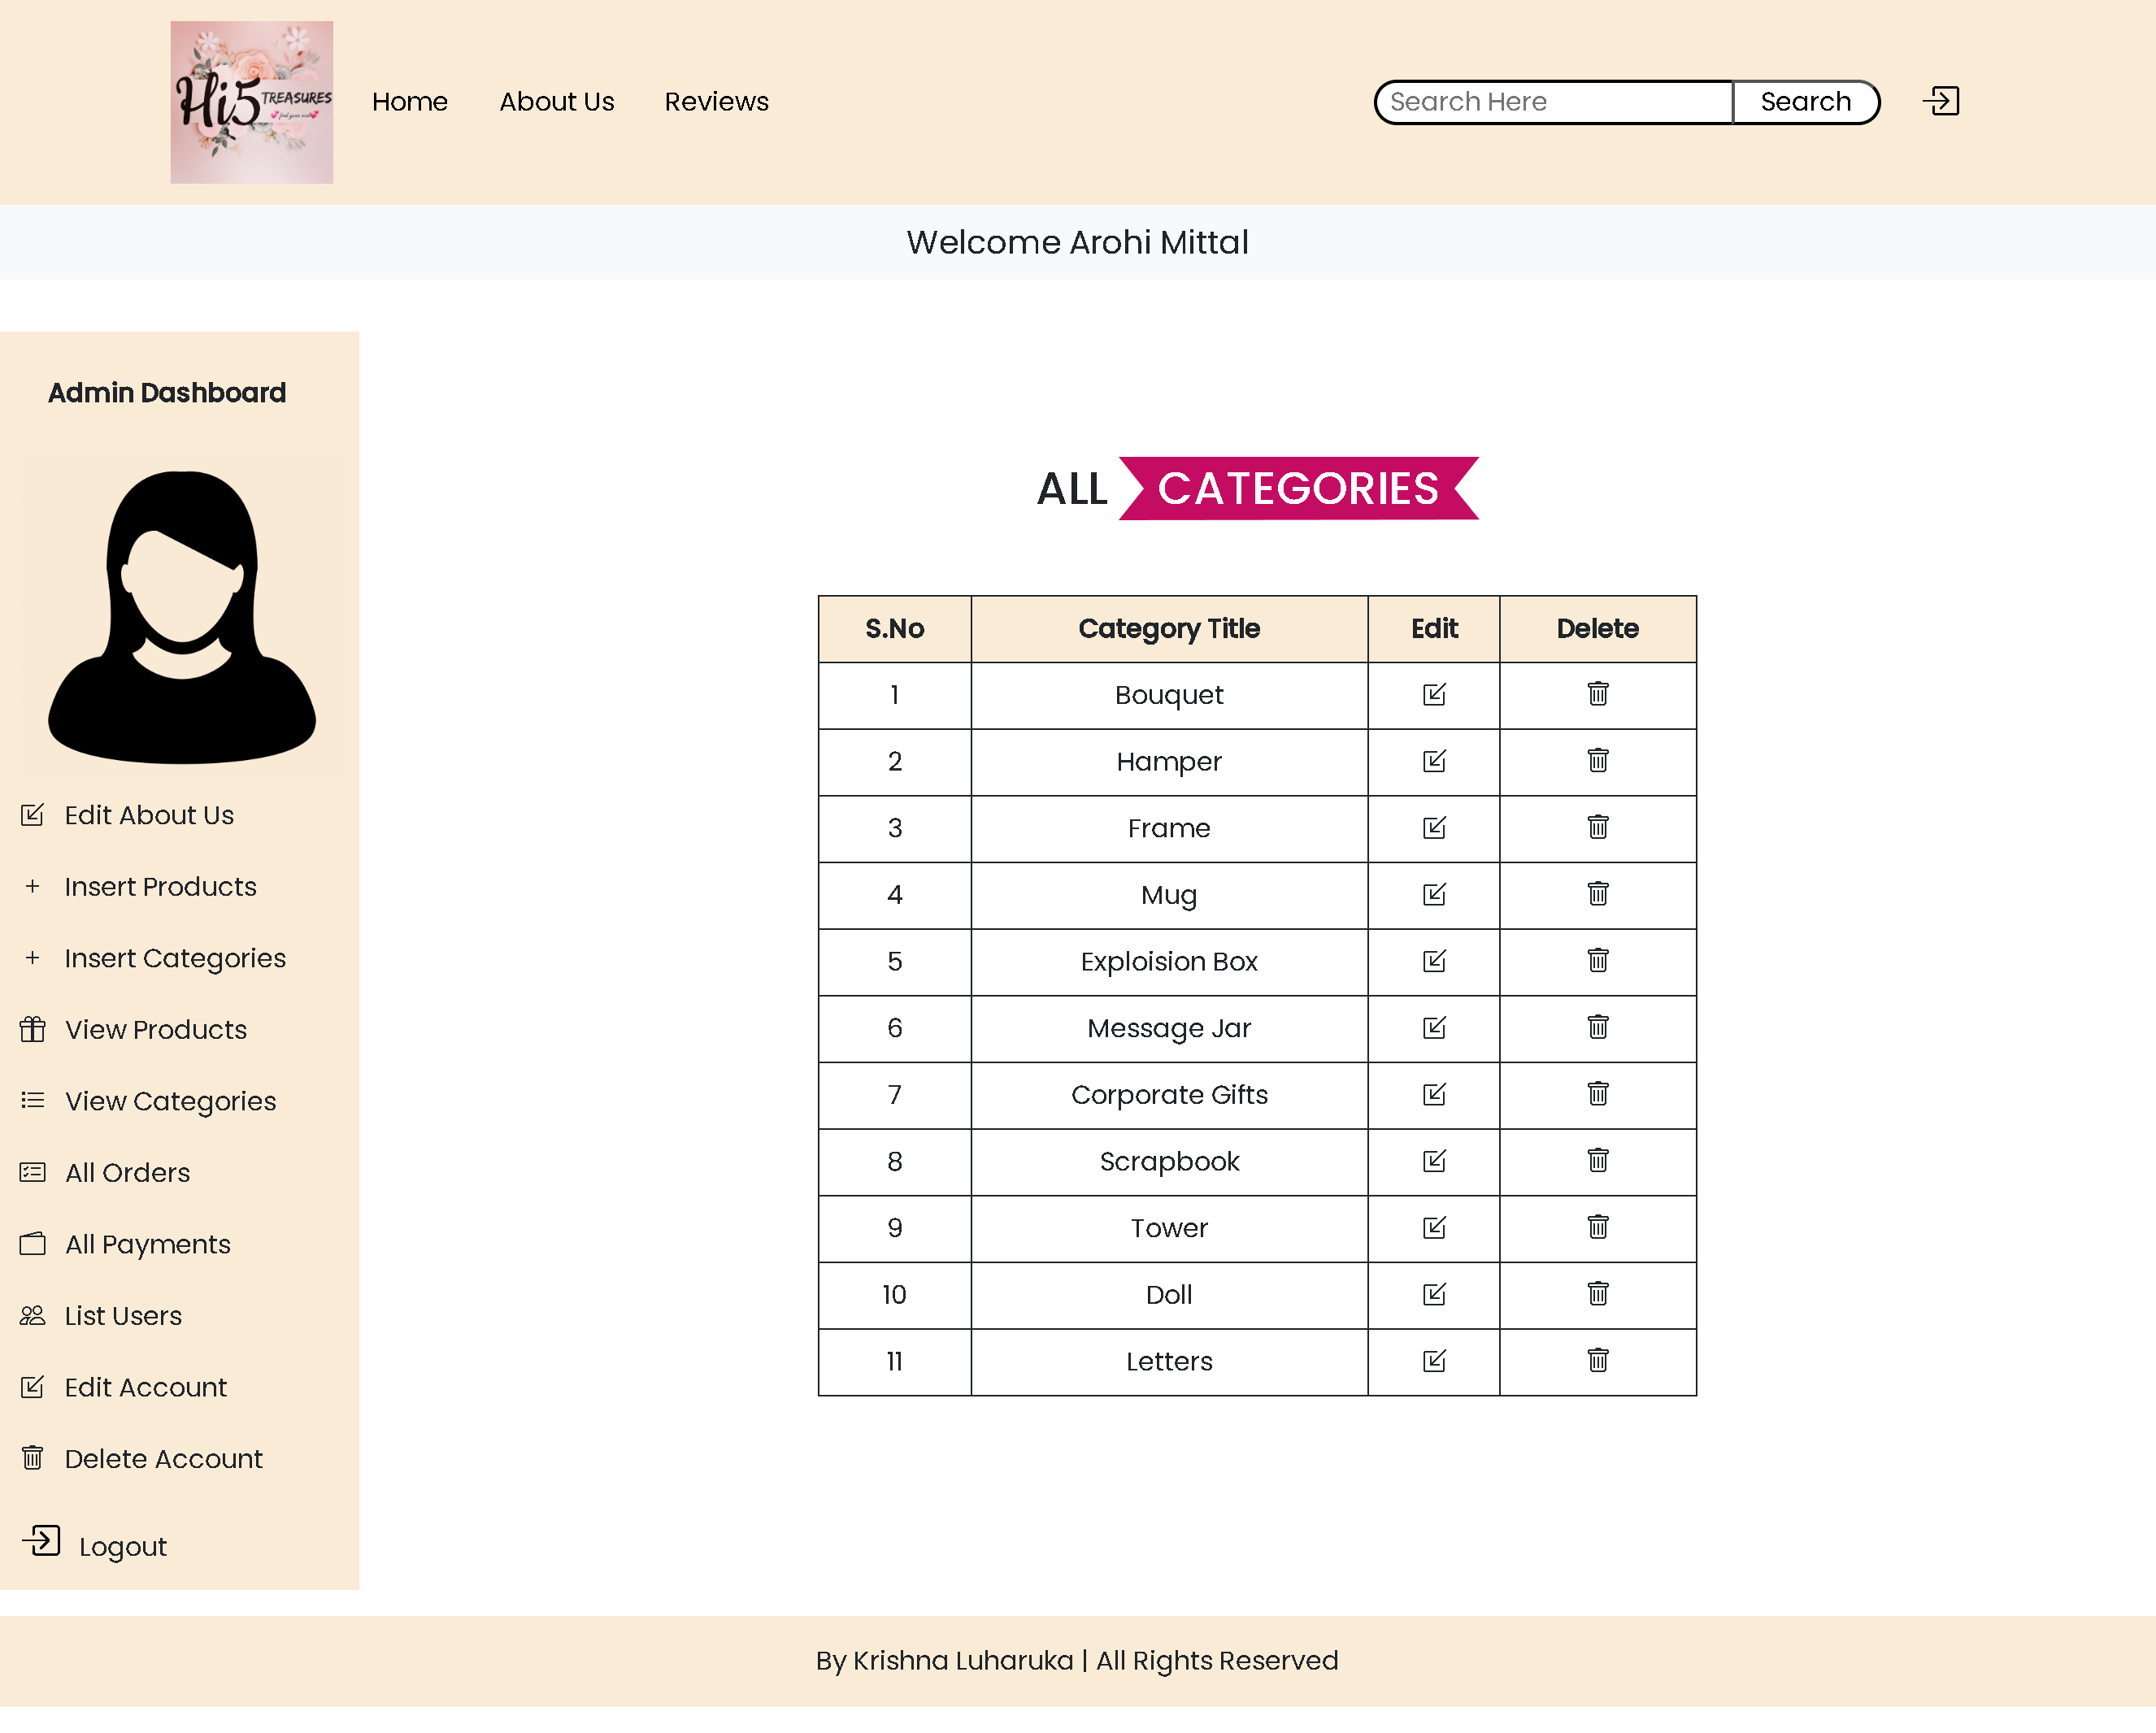 Hi5 TREASURES
find your best
Home About Us Reviews
Search Here Search
Welcome Arohi Mittal
Admin Dashboard
Edit About Us
+ Insert Products
+ Insert Categories
View Products
View Categories
All Orders
All Payments
List Users
Edit Account
Delete Account
Logout
ALL CATEGORIES
S.No Category Title Edit Delete
1 Bouquet
2 Hamper
3 Frame
4 Mug
5 Exploision Box
6 Message Jar
7 Corporate Gifts
8 Scrapbook
9 Tower
10 Doll
11 Letters
By Krishna Luharuka | All Rights Reserved